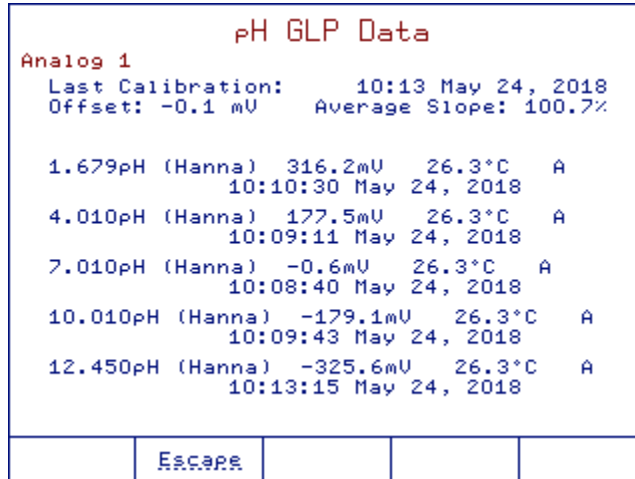 pH GLP Data
Analog 1
Last Calibration: 10:13 May 24, 2018
Offset: -0.1 mV Average Slope: 100.7%
1.679pH (Hanna) 316.2mV 26.3°C A
10:10:30 May 24, 2018
4.010pH (Hanna) 177.5mV 26.3°C A
10:09:11 May 24, 2018
7.010pH (Hanna) -0.6mV 26.3°C A
10:08:40 May 24, 2018
10.010pH (Hanna) -179.1mV 26.3°C A
10:09:43 May 24, 2018
12.450pH (Hanna) -325.6mV 26.3°C A
10:13:15 May 24, 2018
Escape